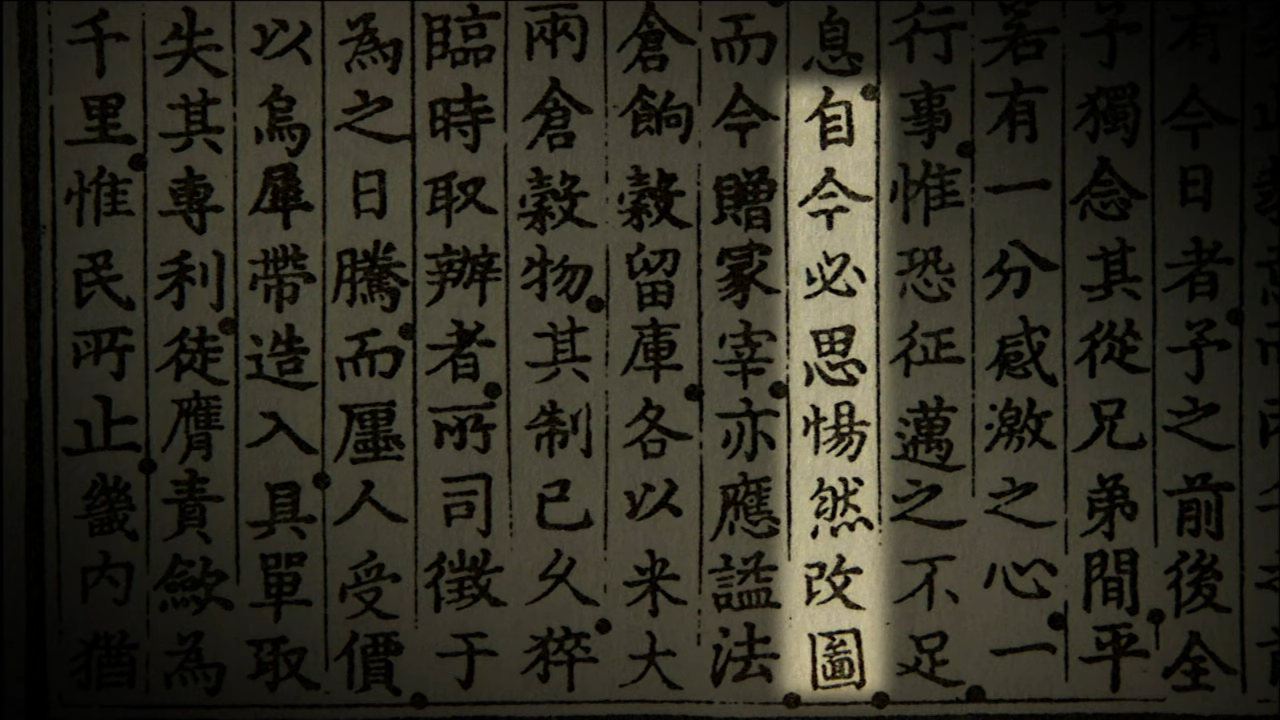 有今日者予之前後全
予獨念其從兄弟間平
若有一分感激之心一
行事惟恐征邁之不足
息自今必思惕然改圖
而今贈冢宰亦應謚法
倉餉穀留庫各以米大
兩倉穀物其制已久猝
臨時取辦者所司徵于
為之日騰而廛人受價
以烏犀帶造入具單取
失其專利徒膺責歛為
千里惟民所止畿內猶